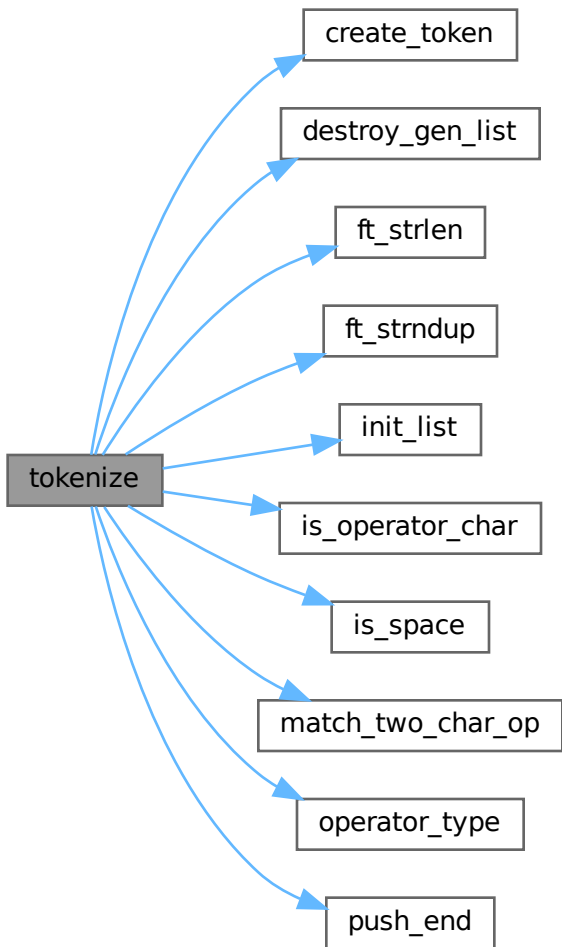 create_token
destroy_gen_list
ft_strlen
ft_strndup
init_list
tokenize
is_operator_char
is_space
match_two_char_op
operator_type
push_end